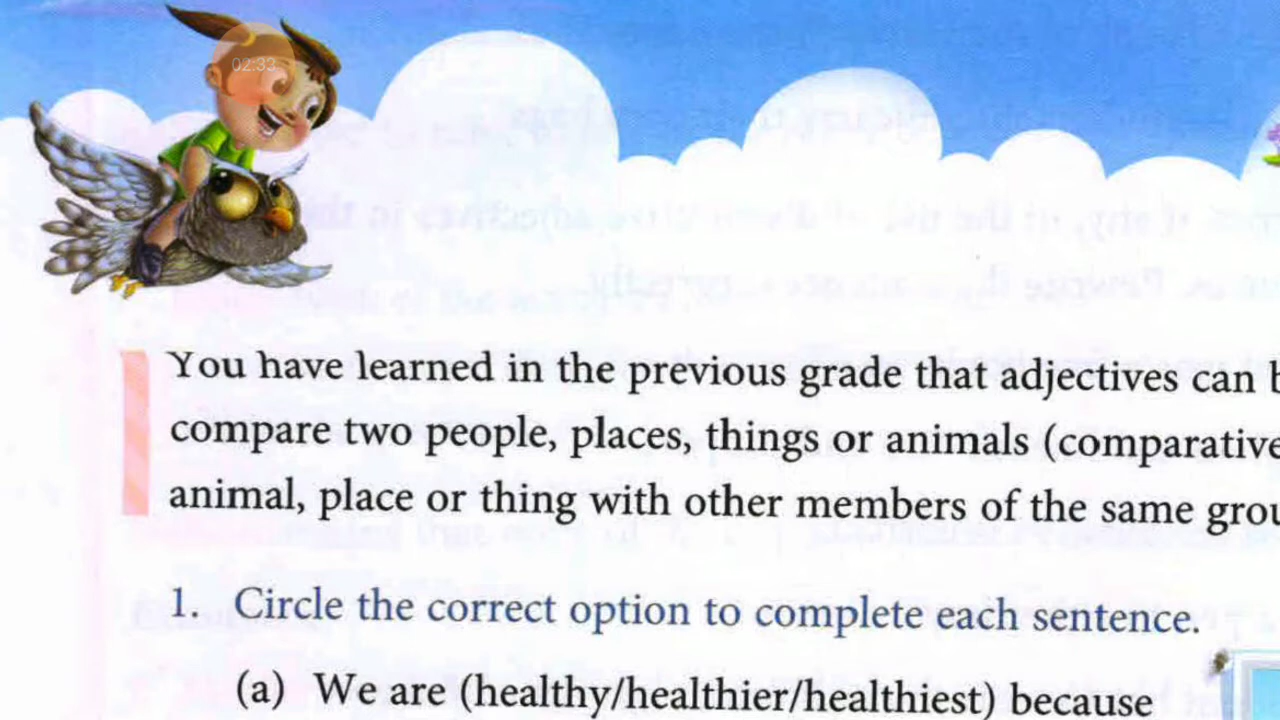 02:33
You have learned in the previous grade that adjectives can b
compare two people, places, things or animals (comparative
animal, place or thing with other members of the same grou
1. Circle the correct option to complete each sentence.
(a) We are (healthy/healthier/healthiest) because